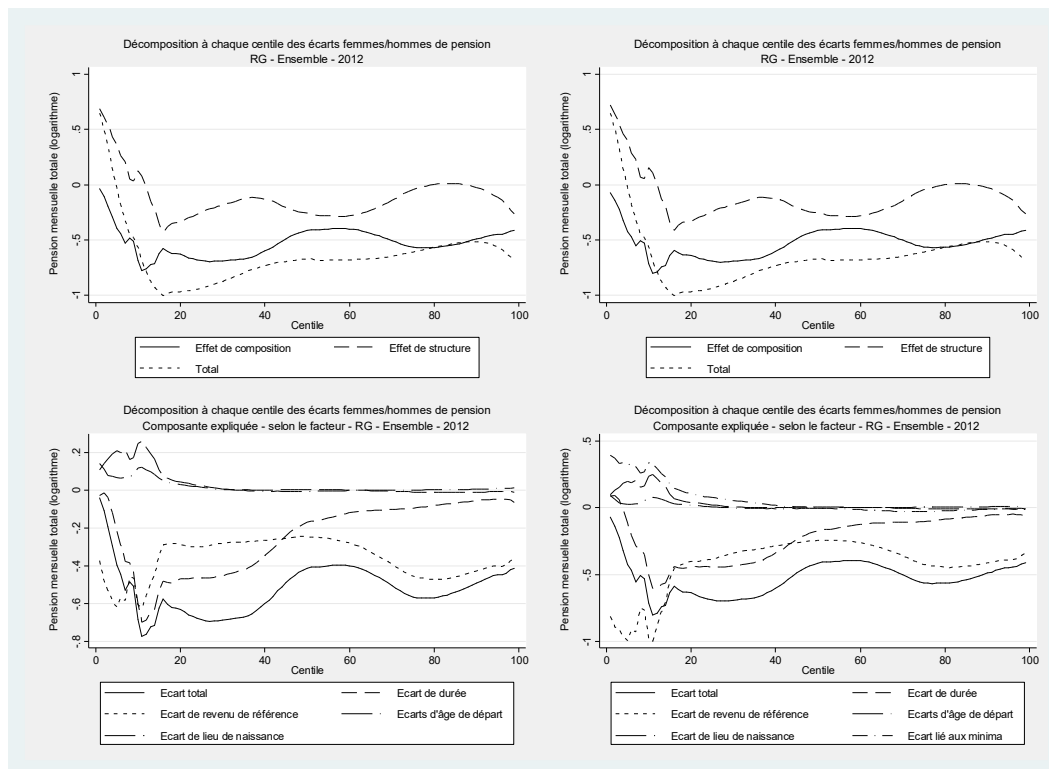 Décomposition à chaque centile des écarts femmes/hommes de pension
RG - Ensemble - 2012
Pension mensuelle totale (logarithme)
1
.5
0
-.5
-1
0 20 40 60 80 100
Centile
Effet de composition Effet de structure
Total
Décomposition à chaque centile des écarts femmes/hommes de pension
RG - Ensemble - 2012
Pension mensuelle totale (logarithme)
1
.5
0
-.5
-1
0 20 40 60 80 100
Centile
Effet de composition Effet de structure
Total
Décomposition à chaque centile des écarts femmes/hommes de pension
Composante expliquée - selon le facteur - RG - Ensemble - 2012
Pension mensuelle totale (logarithme)
.2
0
-.2
-.4
-.6
-.8
0 20 40 60 80 100
Centile
Ecart total Ecart de durée
Ecart de revenu de référence Ecarts d'âge de départ
Ecart de lieu de naissance
Décomposition à chaque centile des écarts femmes/hommes de pension
Composante expliquée - selon le facteur - RG - Ensemble - 2012
Pension mensuelle totale (logarithme)
.5
0
-.5
-1
0 20 40 60 80 100
Centile
Ecart total Ecart de durée
Ecart de revenu de référence Ecarts d'âge de départ
Ecart de lieu de naissance Ecart lié aux minima